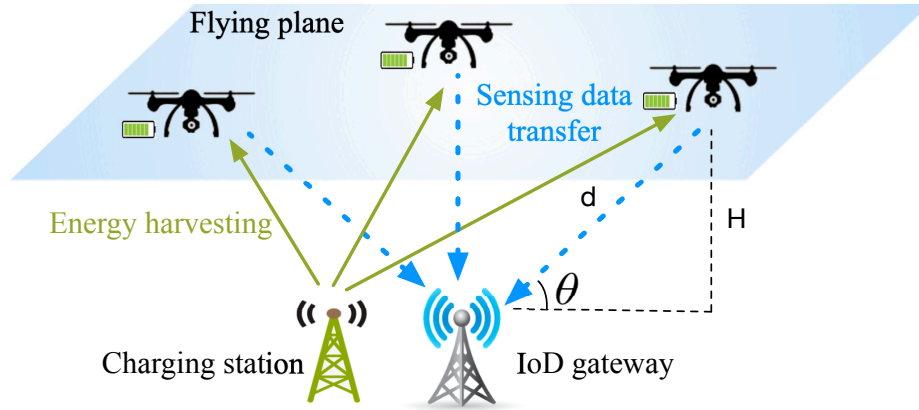 Flying plane
Sensing data
transfer
Energy harvesting
d
H
θ
Charging station
IoD gateway